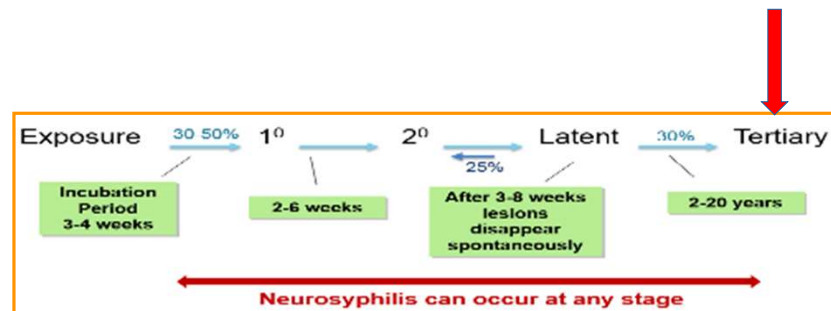 Exposure 30 50% 1⁰ 2⁰ Latent 30% Tertiary
25%
Incubation
Period
3-4 weeks
2-6 weeks
After 3-8 weeks
lesions
disappear
spontaneously
2-20 years
Neurosyphilis can occur at any stage